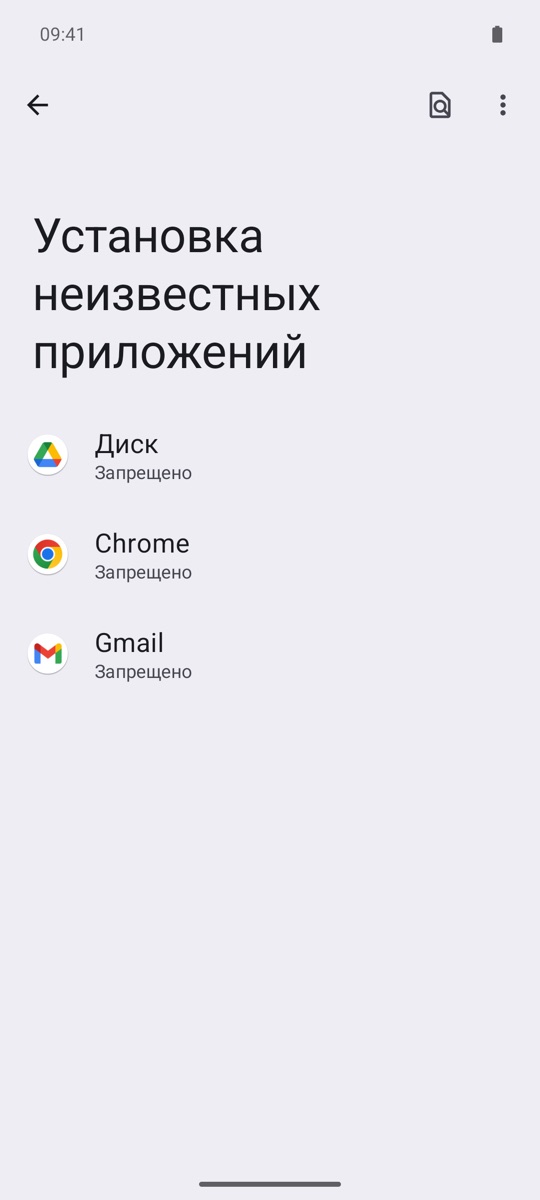 09:41
Установка
неизвестных
приложений
Диск
Запрещено
Chrome
Запрещено
Gmail
Запрещено